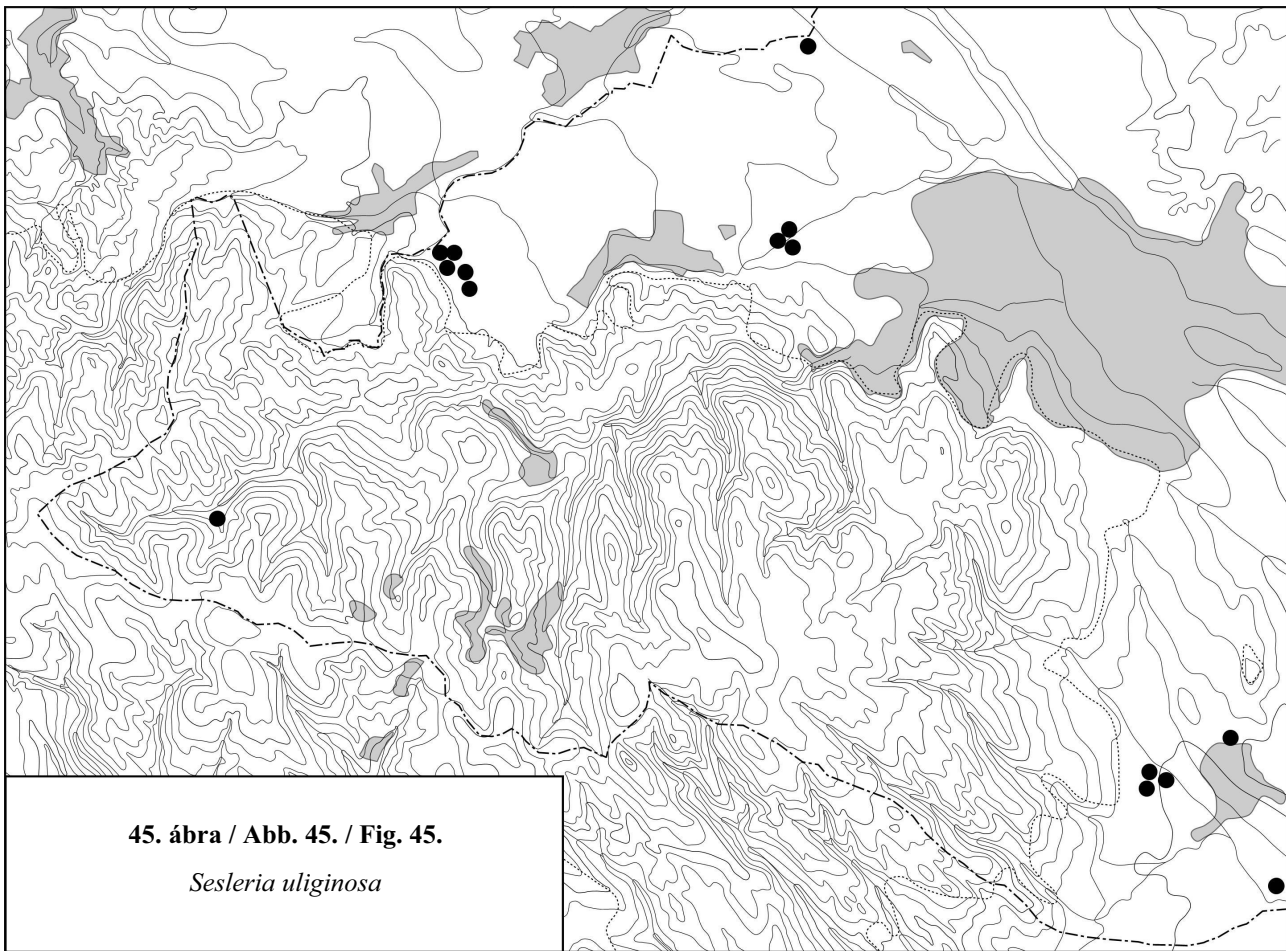 45. ábra / Abb. 45. / Fig. 45.
Sesleria uliginosa